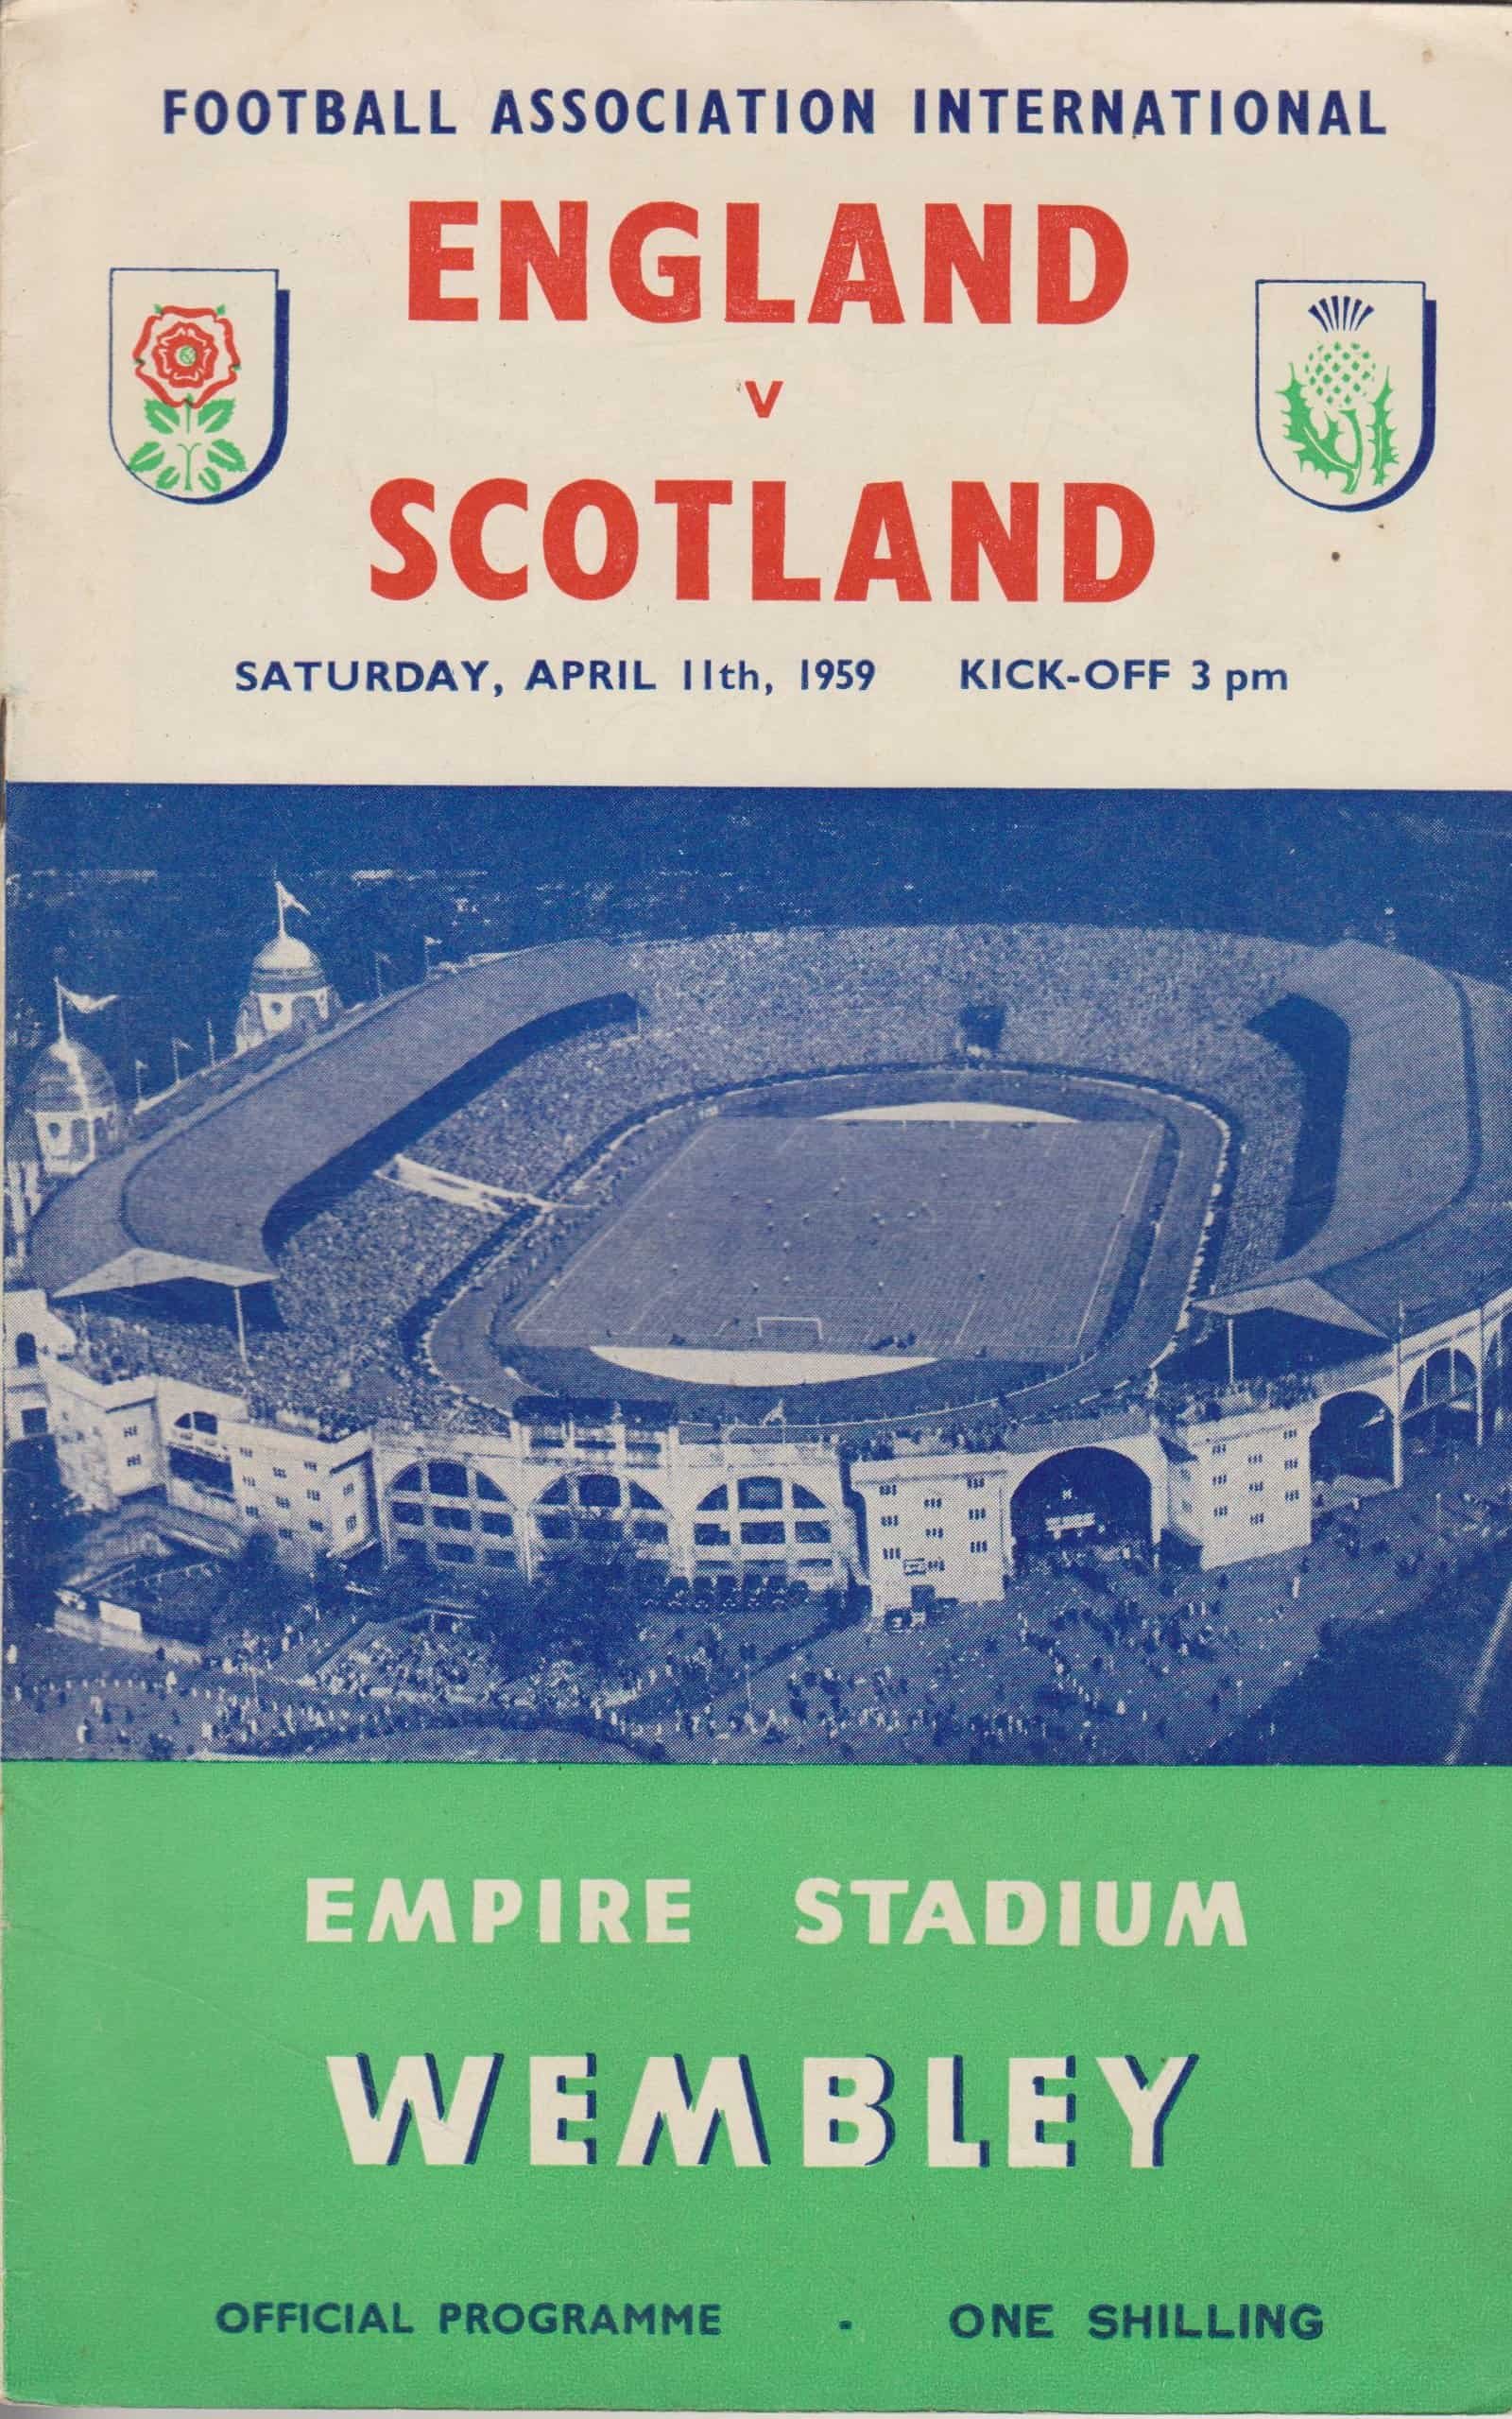 FOOTBALL ASSOCIATION INTERNATIONAL
ENGLAND
v
SCOTLAND
SATURDAY, APRIL 11th, 1959 KICK-OFF 3 pm
EMPIRE STADIUM
WEMBLEY
OFFICIAL PROGRAMME - ONE SHILLING